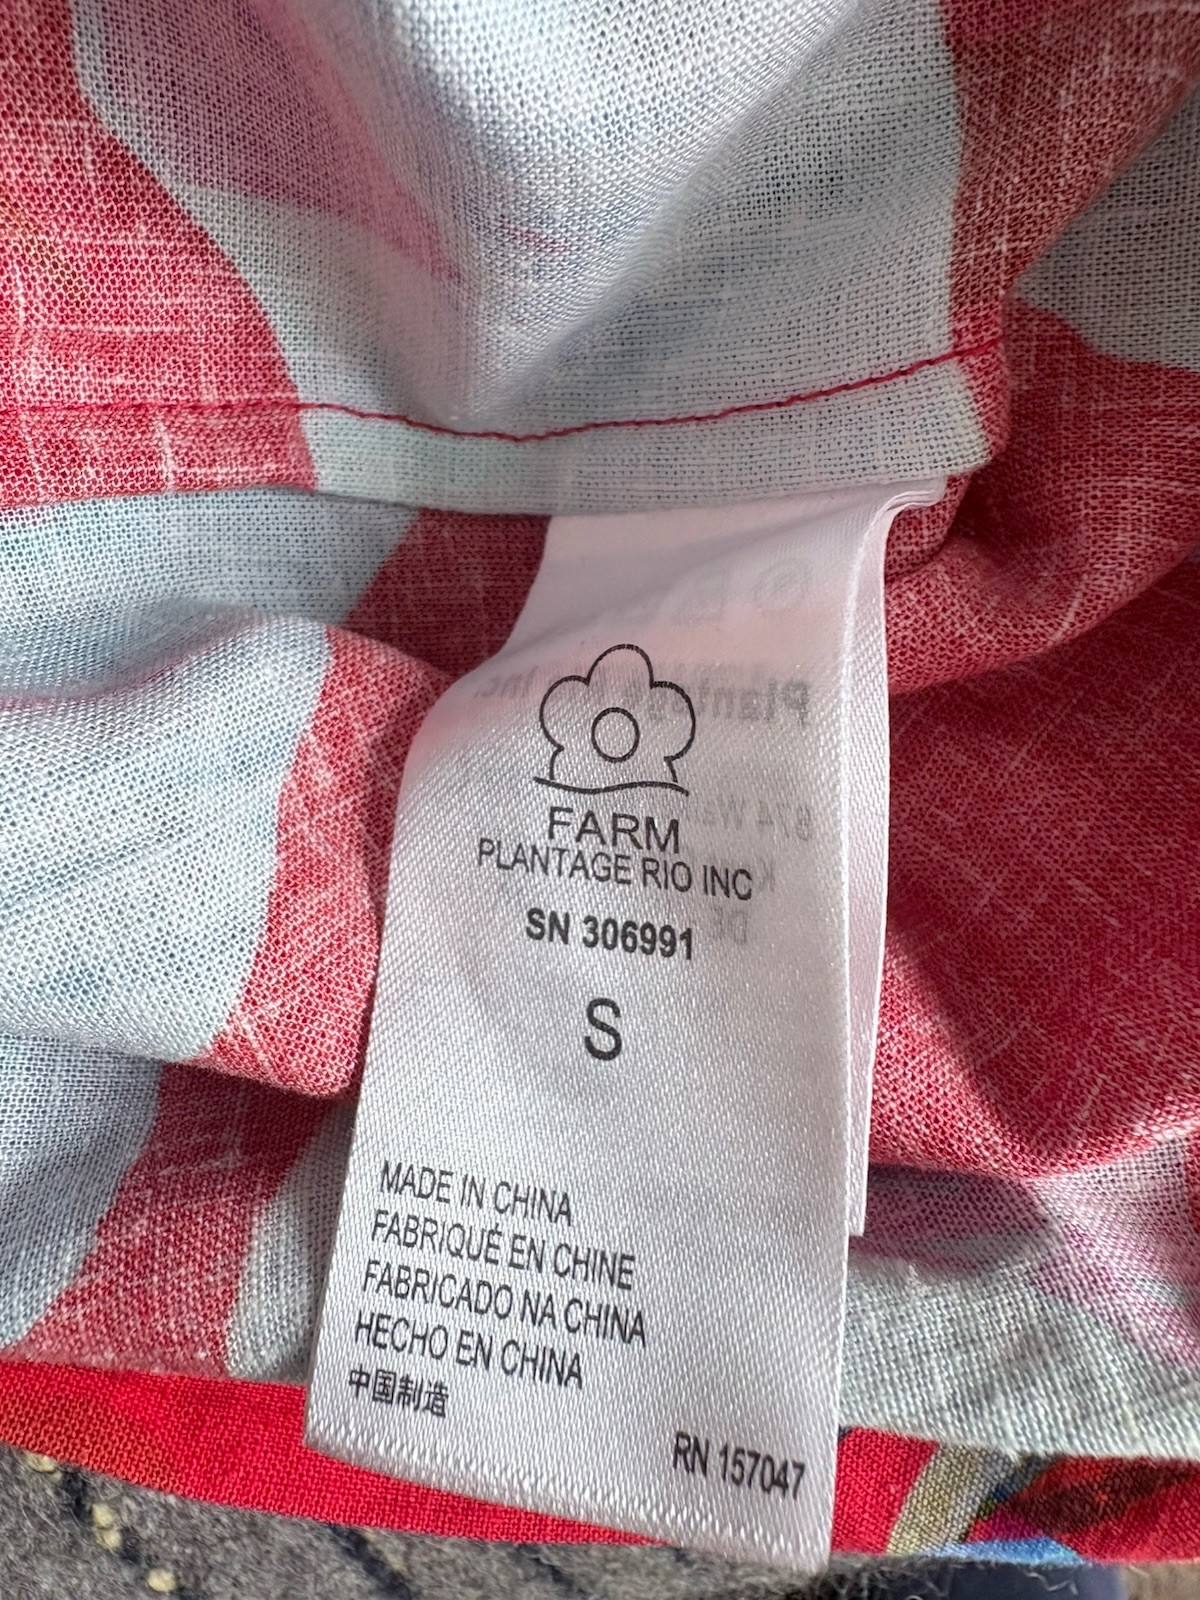 FARM
PLANTAGE RIO INC
SN 306991
S
MADE IN CHINA
FABRIQUÉ EN CHINE
FABRICADO NA CHINA
HECHO EN CHINA
中国制造
RN 157047